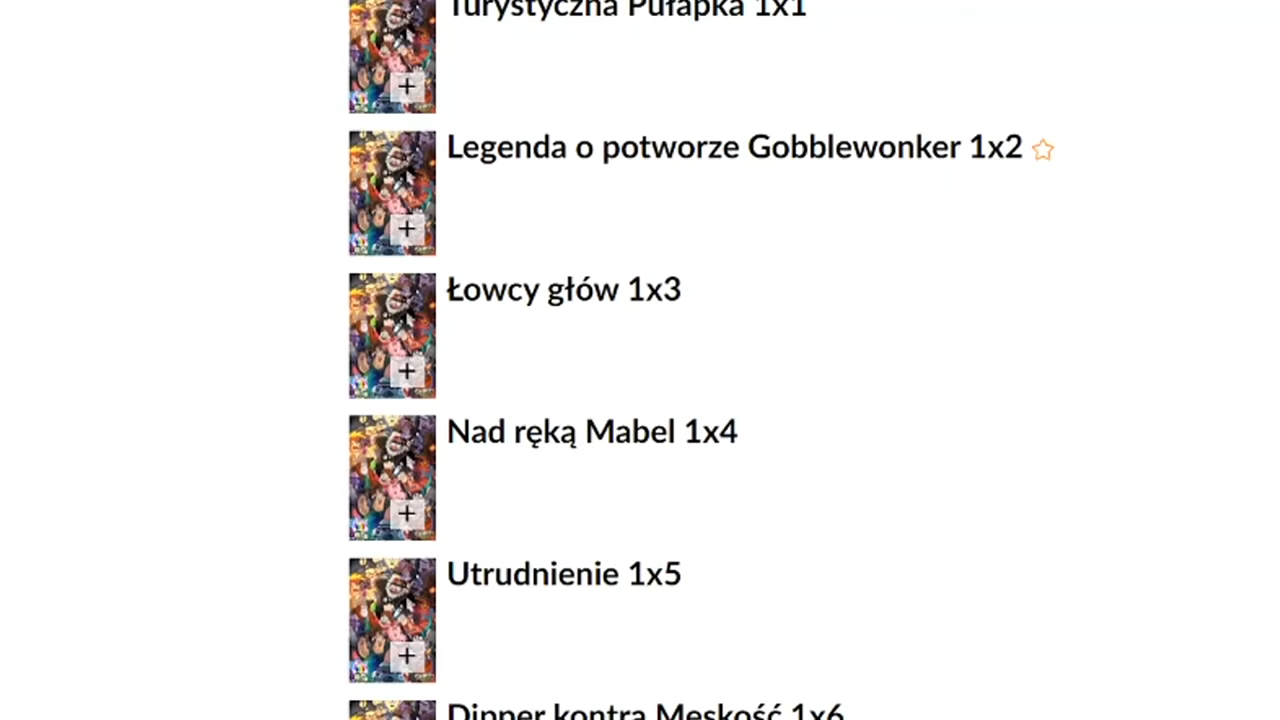 Turystyczna Pułapka 1x1
Legenda o potworze Gobblewonker 1x2
Łowcy głów 1x3
Nad ręką Mabel 1x4
Utrudnienie 1x5
Dipper kontra Męskość 1x6